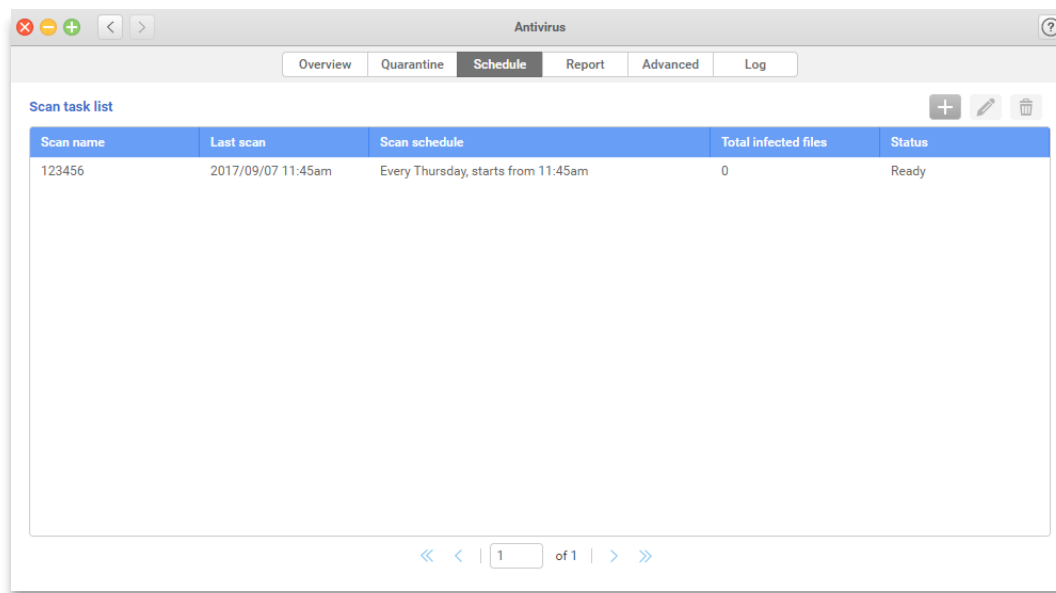 Antivirus
?
Overview Quarantine Schedule Report Advanced Log
Scan task list
Scan name Last scan Scan schedule Total infected files Status
123456 2017/09/07 11:45am Every Thursday, starts from 11:45am 0 Ready
1 of 1